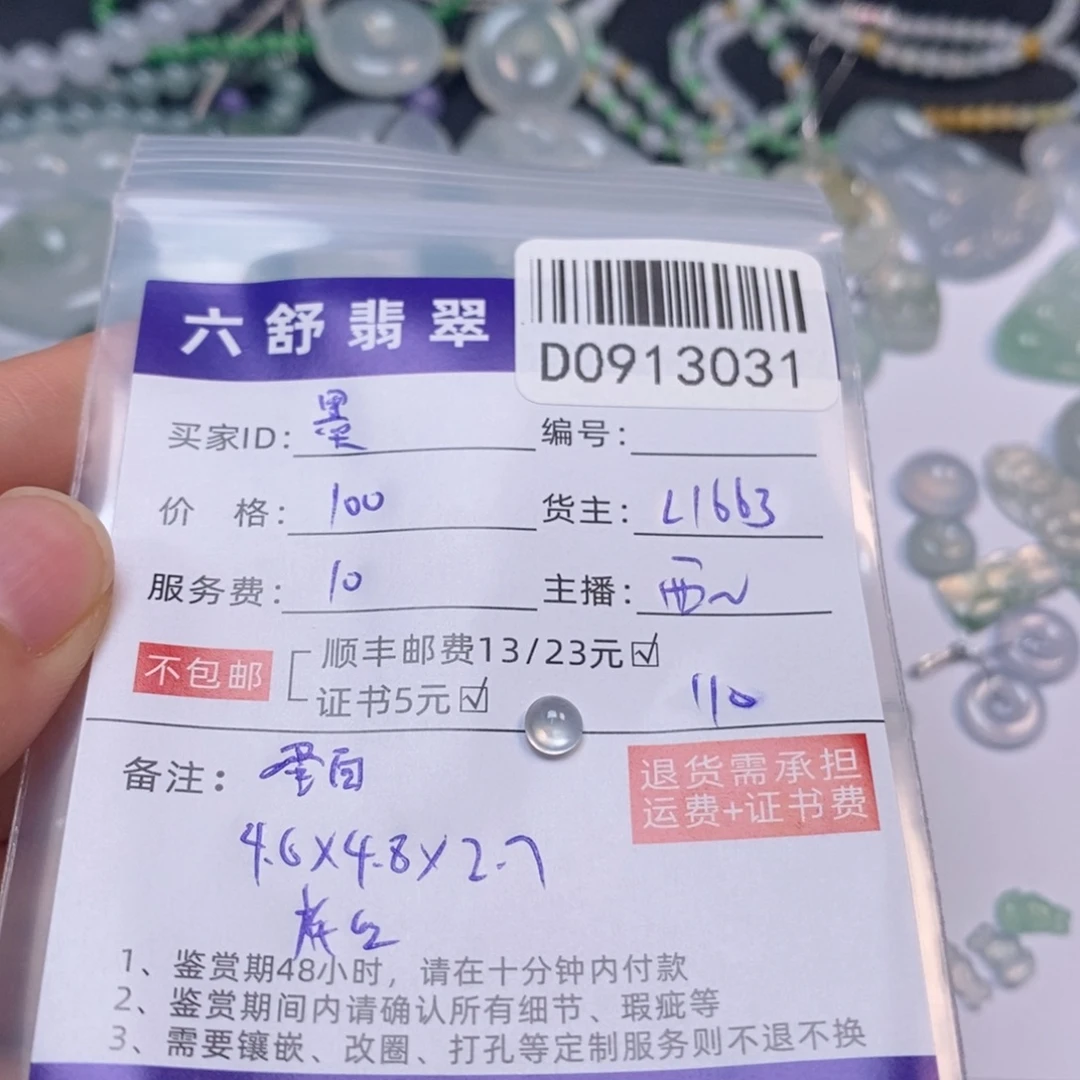 六舒翡翠
D0913031
买家ID: 墨 编号:
价 格: 100 货主: L1663
服务费: 10 主播: 西~
不包邮 顺丰邮费13/23元☑
证书5元☑ 110
备注: 蛋白
退货需承担
运费+证书费
4.6×4.8×2.7
1、鉴赏期48小时，请在十分钟内付款
2、鉴赏期间内请确认所有细节、瑕疵等
3、需要镶嵌、改圈、打孔等定制服务则不退不换